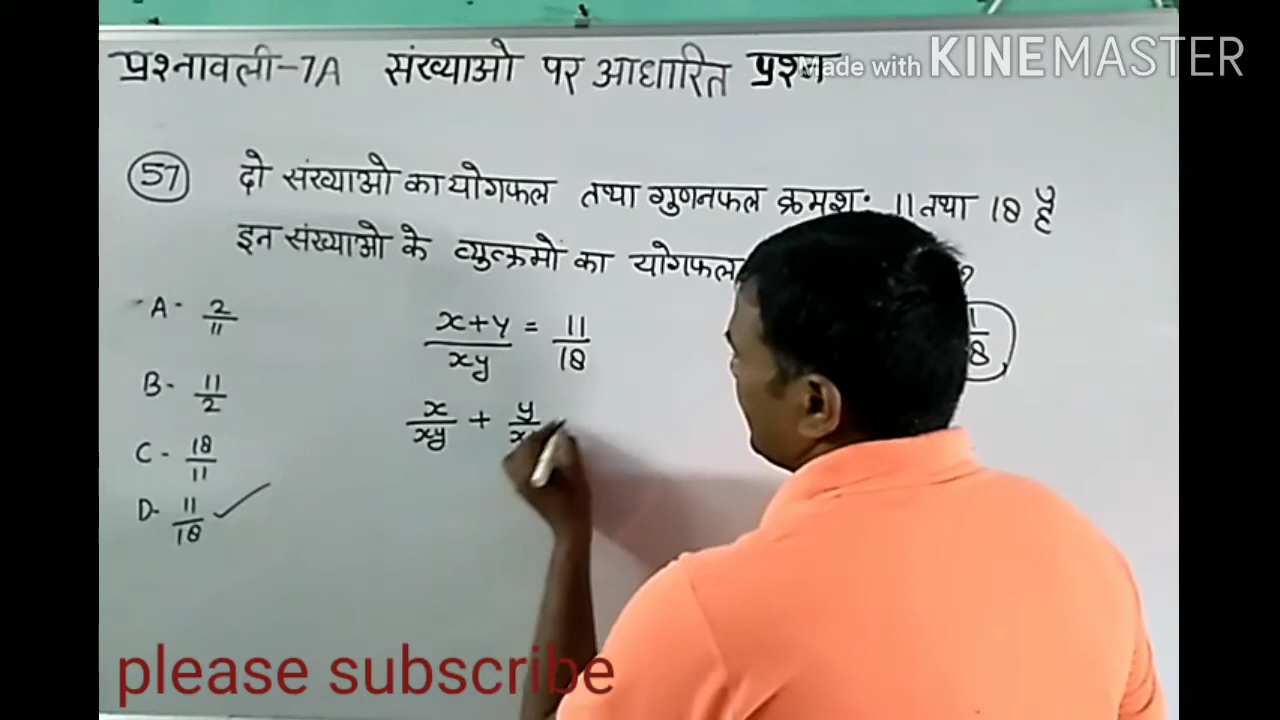 प्रश्नावली-7A संख्याओ पर आधारित प्रश्न
Made with KINEMASTER
57 दो संख्याओ का योगफल तथा गुणनफल क्रमशः 11 तथा 18 है
इन संख्याओ के व्युत्क्रमों का योगफल ?
A- 2/11
B- 11/2
C- 18/11
D- 11/18 ✓
x+y/xy = 11/18
x/xy + y/
please subscribe